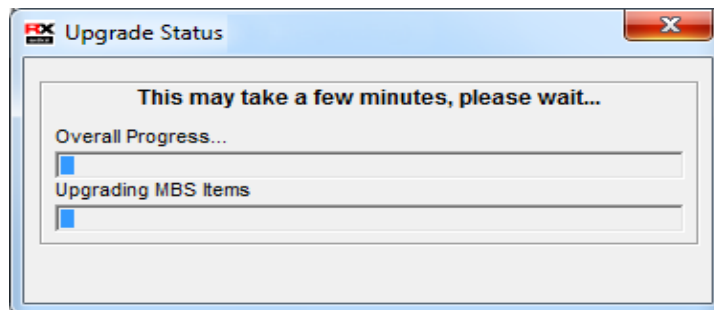 RX
Upgrade Status
This may take a few minutes, please wait...
Overall Progress...
Upgrading MBS Items